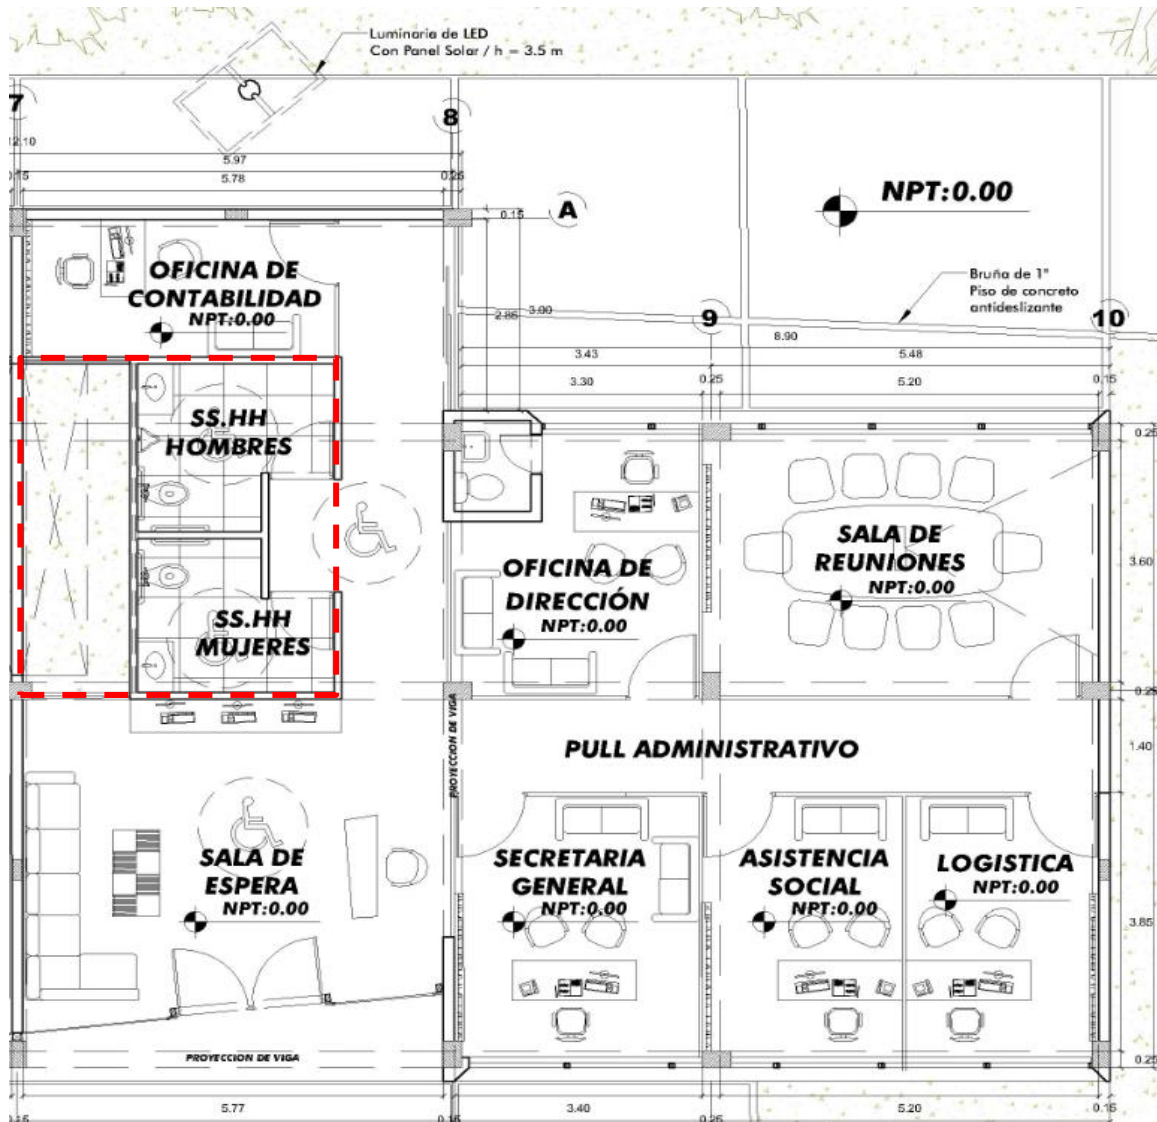 Luminaria de LED
Con Panel Solar / h = 3.5 m
7
8
12.10
5.97
0.15
5.78
0.25
A
0.15
NPT:0.00
OFICINA DE
CONTABILIDAD
NPT:0.00
Bruña de 1"
Piso de concreto
antideslizante
2.85
3.00
9
10
8.90
3.43
5.48
3.30
0.25
5.20
0.15
SS.HH
HOMBRES
0.25
SALA DE
REUNIONES
NPT:0.00
3.60
OFICINA DE
DIRECCIÓN
NPT:0.00
SS.HH
MUJERES
0.25
PROYECCION DE VIGA
PULL ADMINISTRATIVO
1.40
SALA DE
ESPERA
NPT:0.00
SECRETARIA
GENERAL
NPT:0.00
ASISTENCIA
SOCIAL
NPT:0.00
LOGISTICA
NPT:0.00
3.85
PROYECCION DE VIGA
0.25
5.77
3.40
5.20
0.15
0.15
0.25
0.15